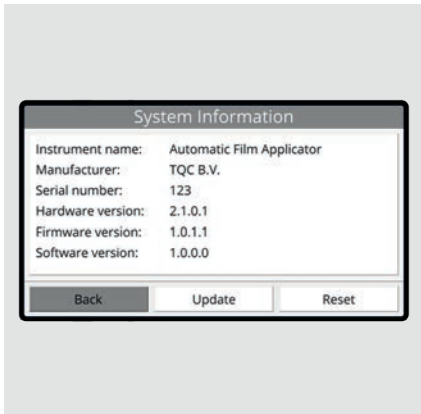 System Information
Instrument name: Automatic Film Applicator
Manufacturer: TQC B.V.
Serial number: 123
Hardware version: 2.1.0.1
Firmware version: 1.0.1.1
Software version: 1.0.0.0
Back Update Reset